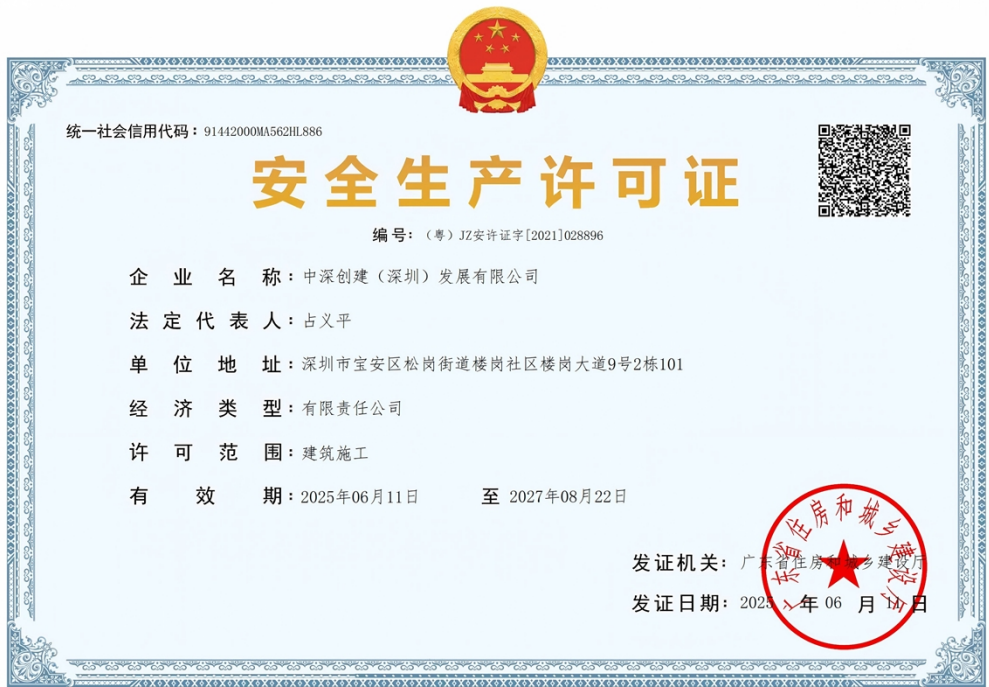 统一社会信用代码：91442000MA562HL886
安全生产许可证
编号：（粤）JZ安许证字[2021]028896
企业名称：中深创建（深圳）发展有限公司
法定代表人：占义平
单位地址：深圳市宝安区松岗街道楼岗社区楼岗大道9号2栋101
经济类型：有限责任公司
许可范围：建筑施工
有效期：2025年06月11日 至 2027年08月22日
广东省住房和城乡建设厅
发证机关：广东省住房和城乡建设厅
发证日期：2025年06月11日